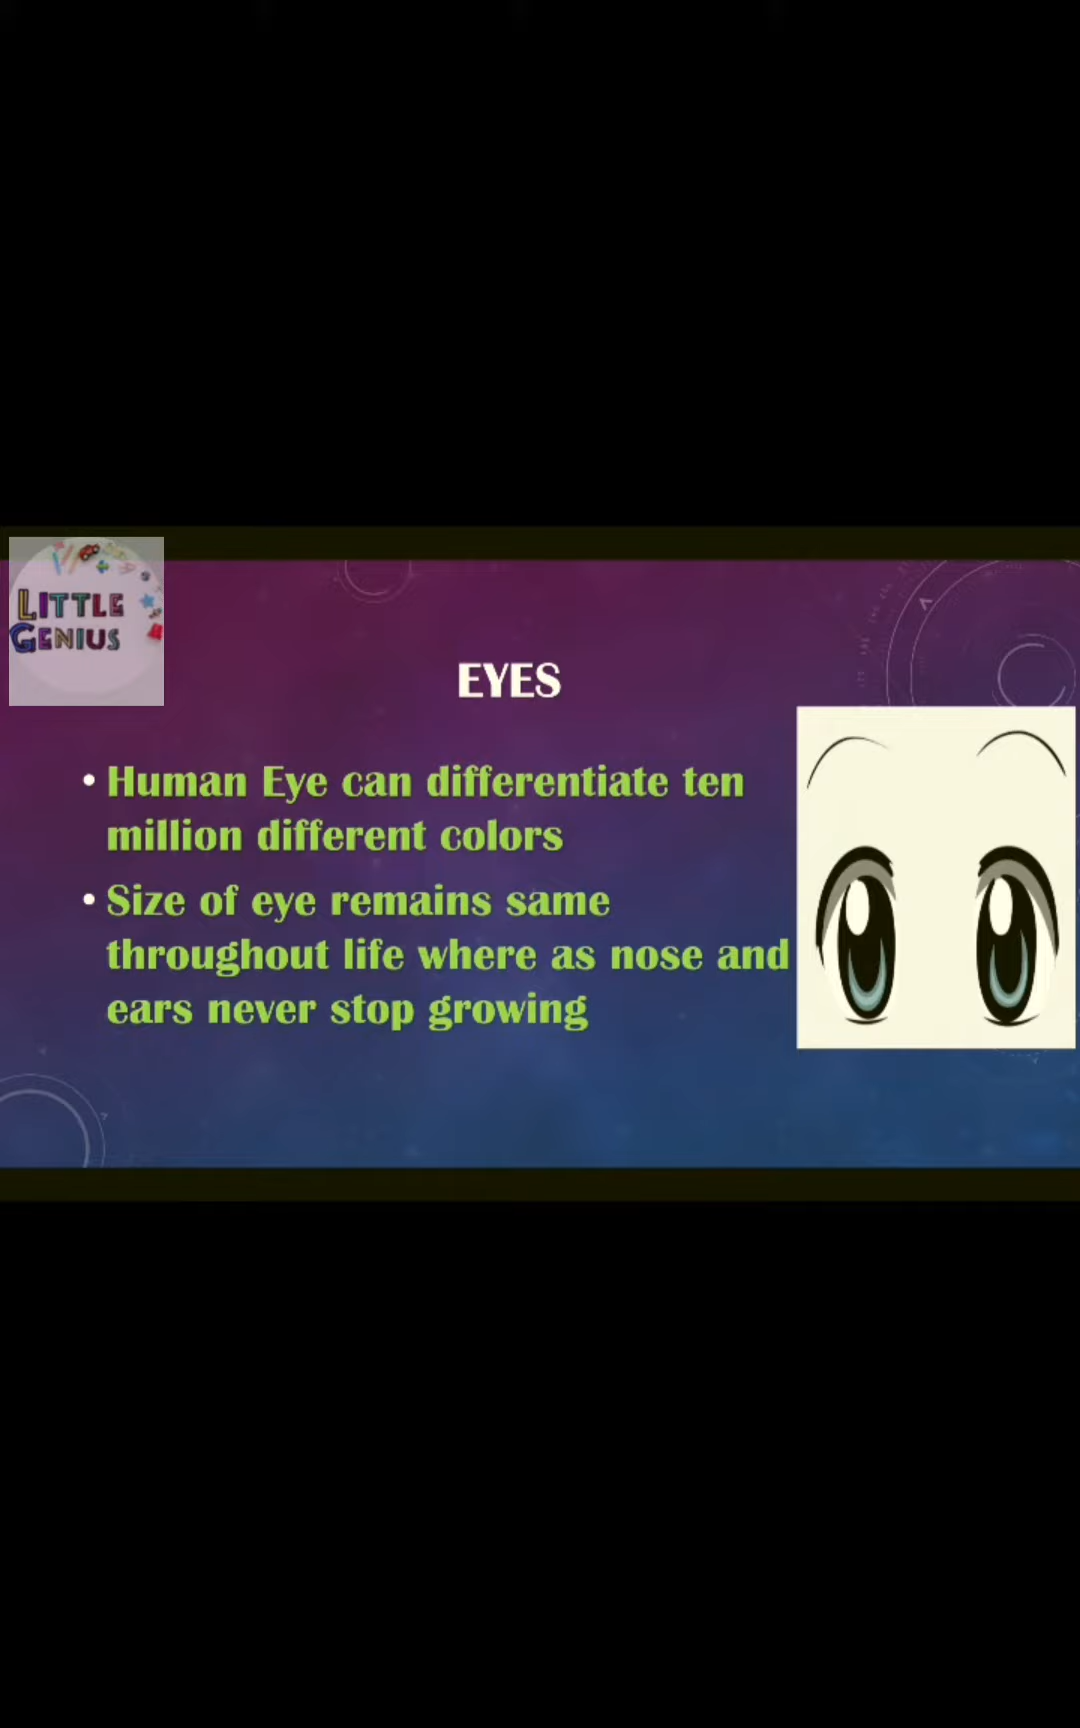 LITTLE
GENIUS
EYES
• Human Eye can differentiate ten
million different colors
• Size of eye remains same
throughout life where as nose and
ears never stop growing